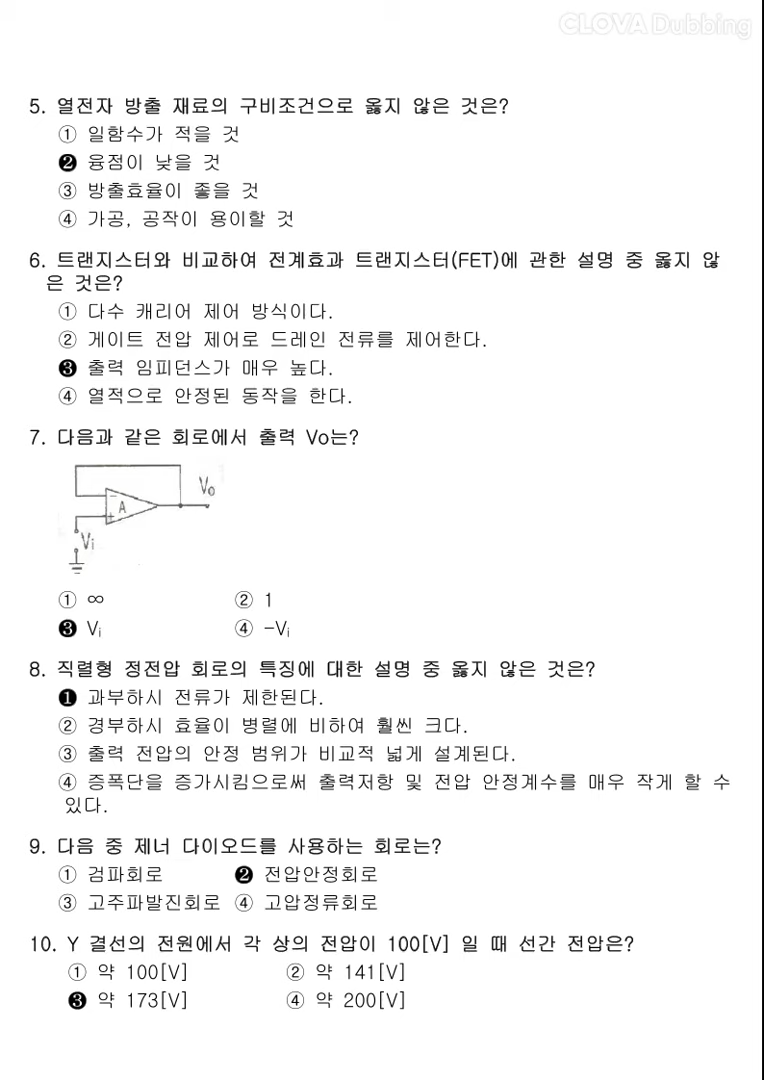 CLOVA Dubbing
5. 열전자 방출 재료의 구비조건으로 옳지 않은 것은?
① 일함수가 적을 것
❷ 융점이 낮을 것
③ 방출효율이 좋을 것
④ 가공, 공작이 용이할 것
6. 트랜지스터와 비교하여 전계효과 트랜지스터(FET)에 관한 설명 중 옳지 않
은 것은?
① 다수 캐리어 제어 방식이다.
② 게이트 전압 제어로 드레인 전류를 제어한다.
❸ 출력 임피던스가 매우 높다.
④ 열적으로 안정된 동작을 한다.
7. 다음과 같은 회로에서 출력 Vo는?
Vo
− A
+
Vi
① ∞ ② 1
❸ Vi ④ -Vi
8. 직렬형 정전압 회로의 특징에 대한 설명 중 옳지 않은 것은?
❶ 과부하시 전류가 제한된다.
② 경부하시 효율이 병렬에 비하여 훨씬 크다.
③ 출력 전압의 안정 범위가 비교적 넓게 설계된다.
④ 증폭단을 증가시킴으로써 출력저항 및 전압 안정계수를 매우 작게 할 수
있다.
9. 다음 중 제너 다이오드를 사용하는 회로는?
① 검파회로 ❷ 전압안정회로
③ 고주파발진회로 ④ 고압정류회로
10. Y 결선의 전원에서 각 상의 전압이 100[V] 일 때 선간 전압은?
① 약 100[V] ② 약 141[V]
❸ 약 173[V] ④ 약 200[V]